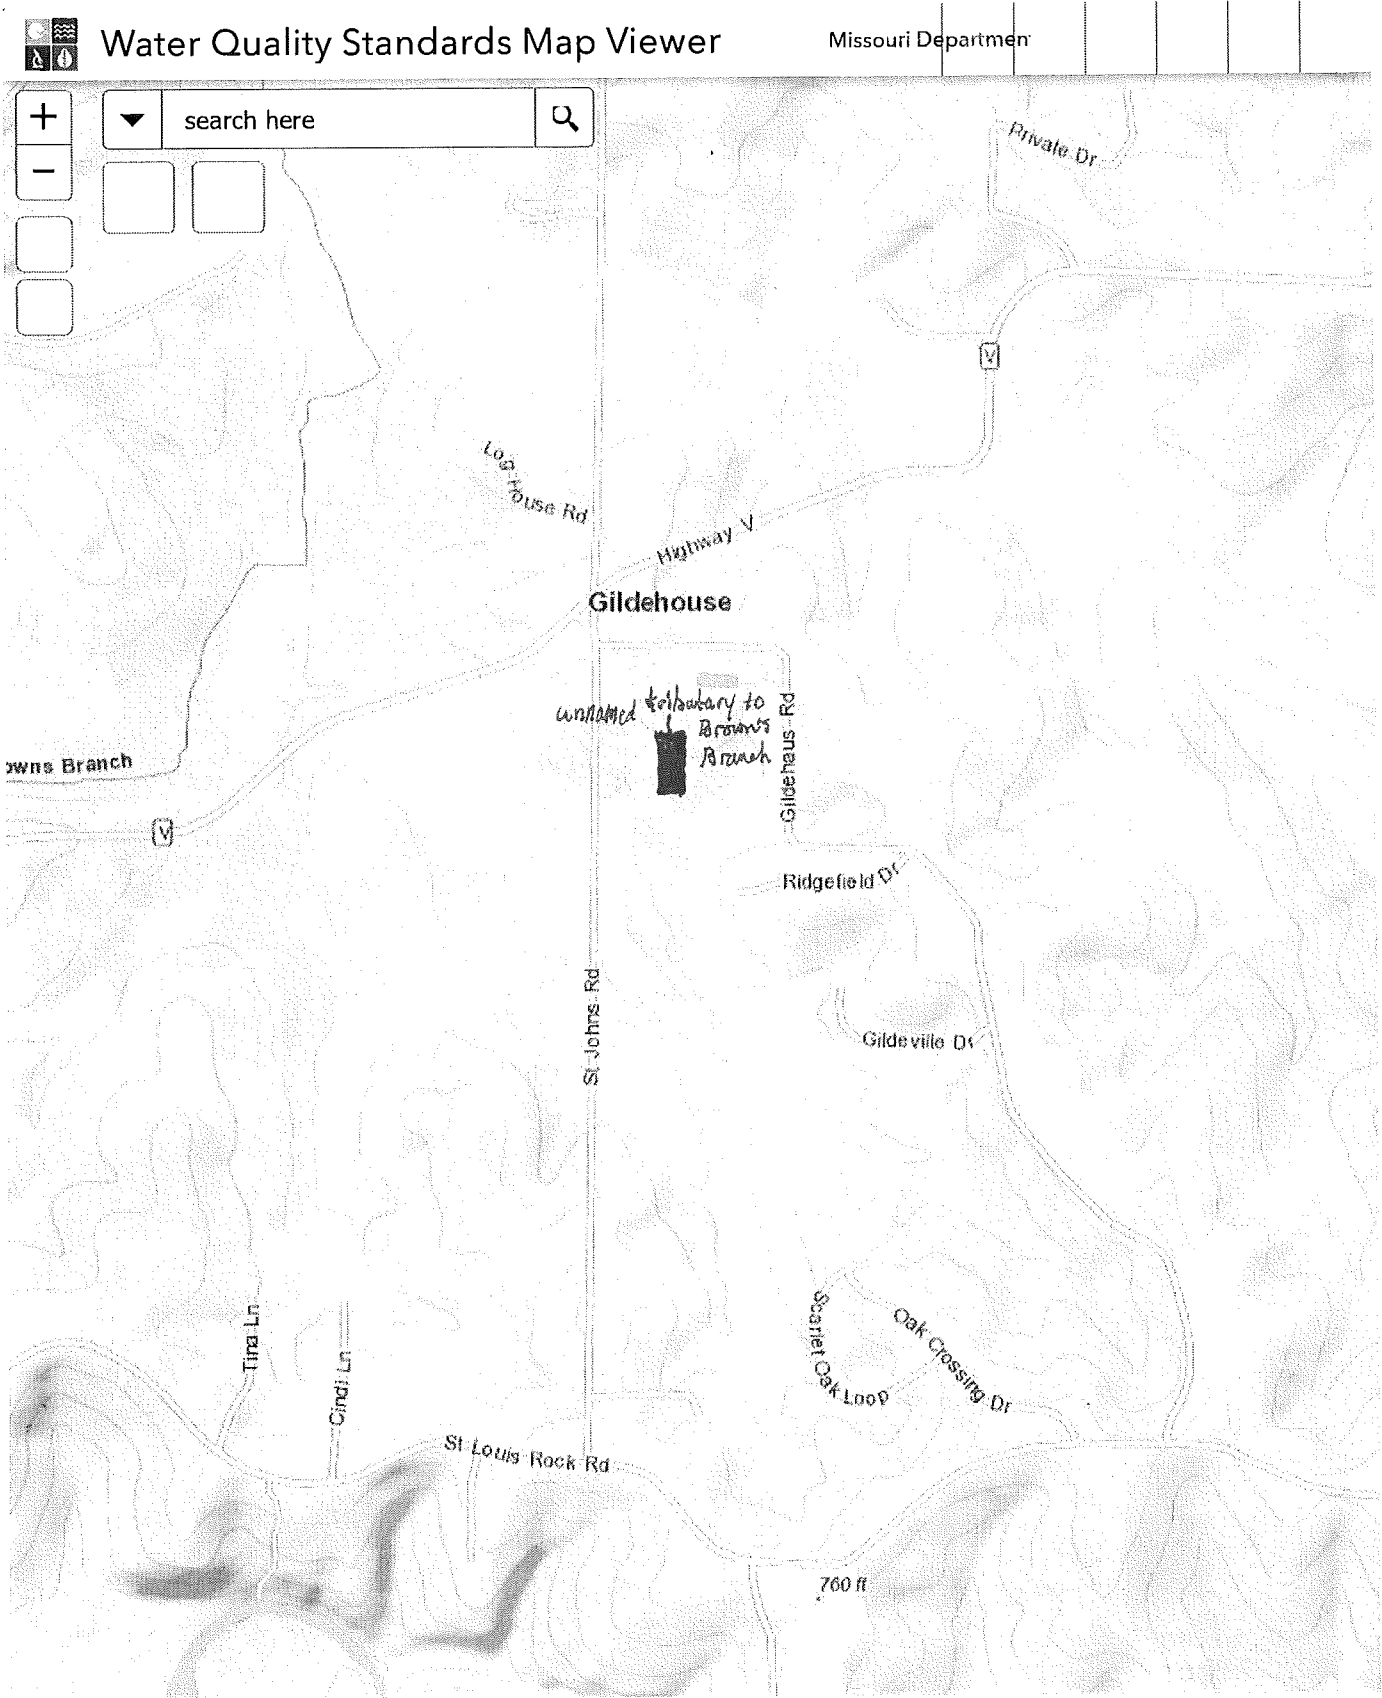 Water Quality Standards Map Viewer
Missouri Departmen
+
search here
−
Private Dr
V
Log House Rd
Highway V
Gildehouse
unnamed tributary to
Brown's
Branch
Gildehaus Rd
owns Branch
V
Ridgefield Dr
St Johns Rd
Gildeville Dr
Tina Ln
Cindi Ln
Scarlet Oak Loop
Oak Crossing Dr
St Louis Rock Rd
760 ft